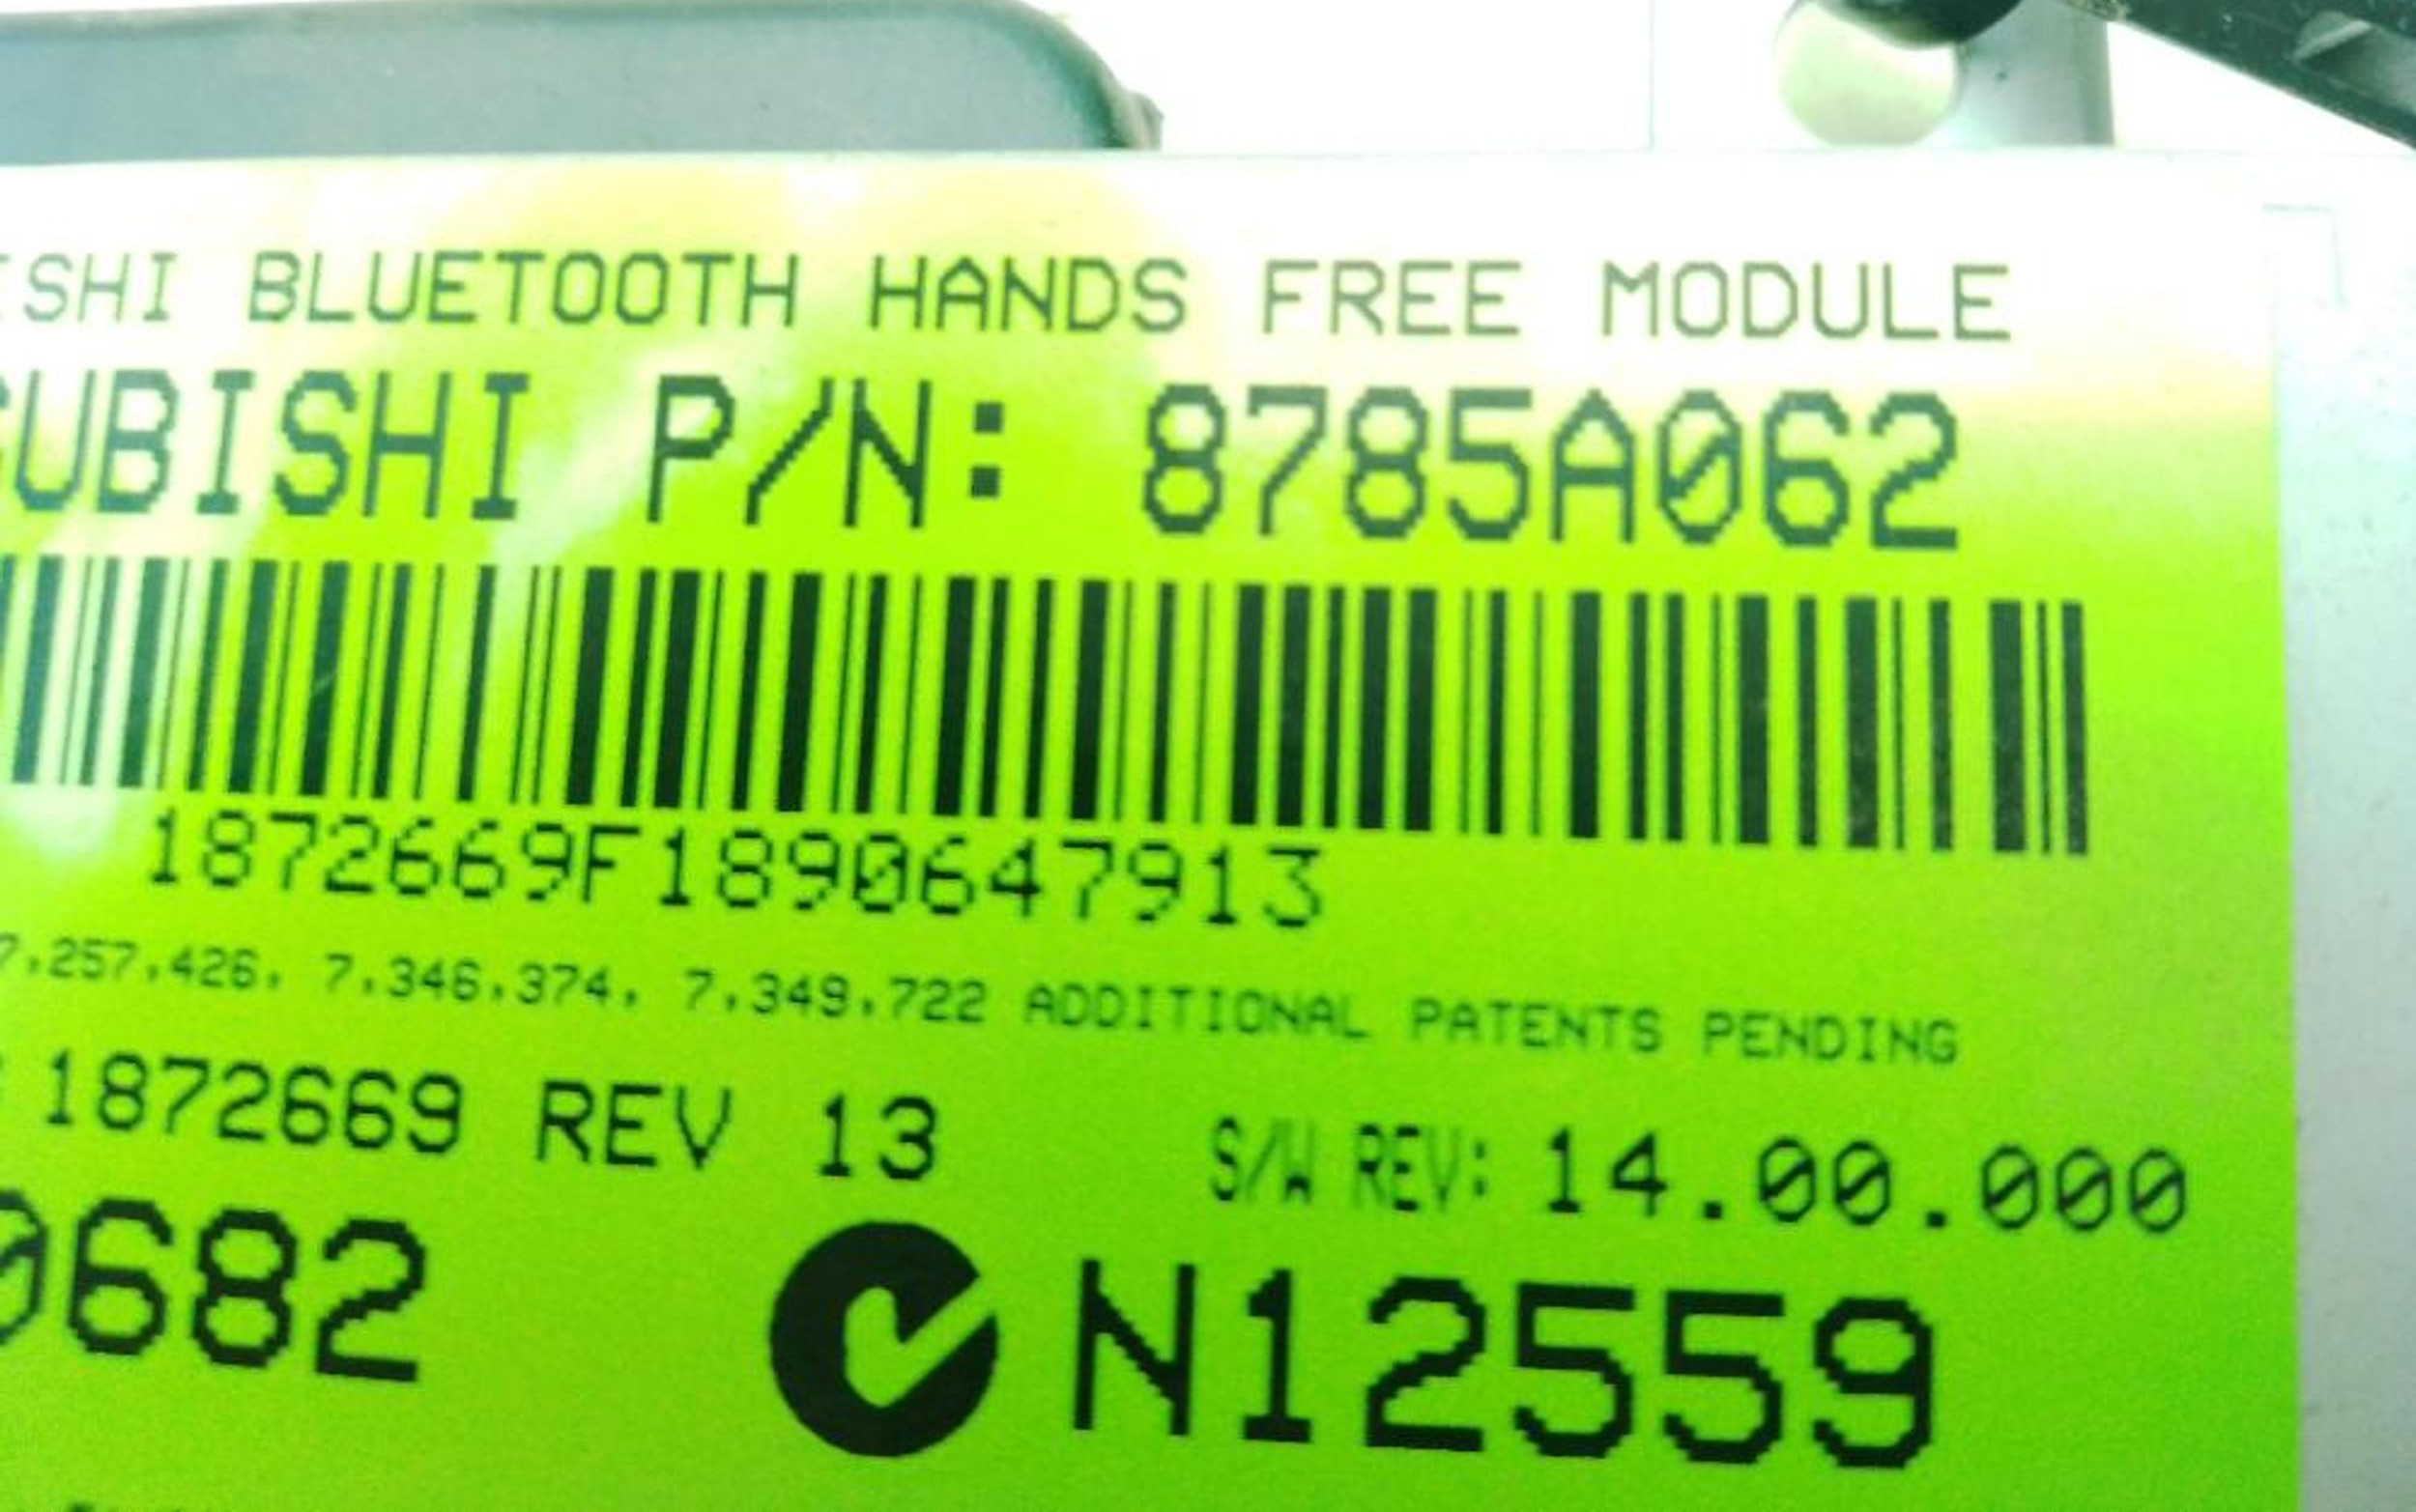 ISHI BLUETOOTH HANDS FREE MODULE
SUBISHI P/N: 8785A062
1872669F1890647913
7,257,426, 7,346,374, 7,349,722 ADDITIONAL PATENTS PENDING
1872669 REV 13 S/W REV: 14.00.000
0682 N12559